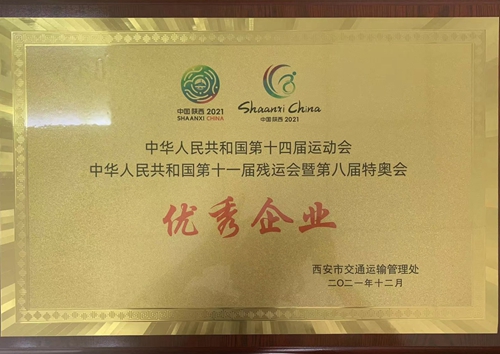 中国陕西 2021
SHAANXI CHINA
Shaanxi China
中国陕西 2021
中华人民共和国第十四届运动会
中华人民共和国第十一届残运会暨第八届特奥会
优秀企业
西安市交通运输管理处
二〇二一年十二月